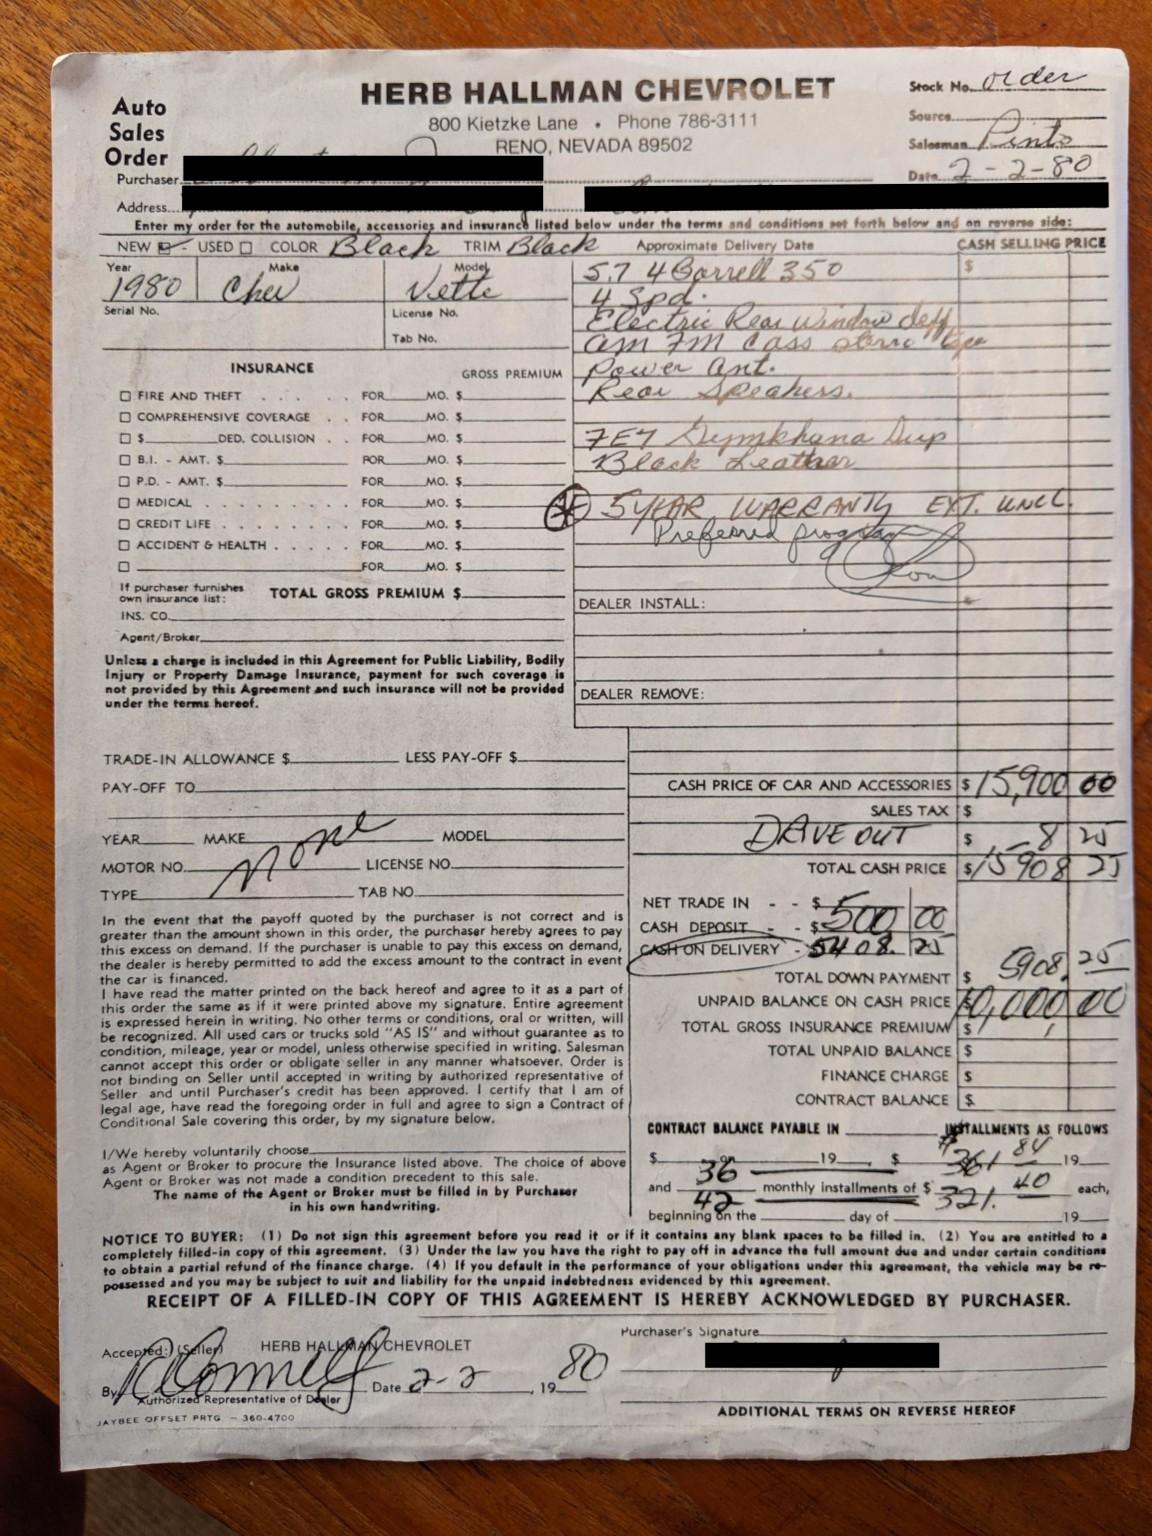 HERB HALLMAN CHEVROLET
800 Kietzke Lane • Phone 786-3111
RENO, NEVADA 89502
Auto
Sales
Order
Stock No. order
Source
Salesman Pinto
Date 2-2-80
Purchaser
Address
Enter my order for the automobile, accessories and insurance listed below under the terms and conditions set forth below and on reverse side:
NEW USED COLOR Black TRIM Black Approximate Delivery Date CASH SELLING PRICE
Year Make Model
1980 Chev Vette
Serial No. License No.
Tab No.
5.7 4 Barrell 350 $
4 Spd.
Electric Rear Window deff
am FM Cass sterro
Power Ant.
Rear Speakers.
7E7 Gymkhana Sup
Black Leather
5 YEAR WARRANTY EXT. UNCL.
Preferred program
DEALER INSTALL:
DEALER REMOVE:
INSURANCE GROSS PREMIUM
FIRE AND THEFT . . . . . FOR MO. $
COMPREHENSIVE COVERAGE . . FOR MO. $
$ DED. COLLISION . . FOR MO. $
B.I. - AMT. $ FOR MO. $
P.D. - AMT. $ FOR MO. $
MEDICAL . . . . . . . . . FOR MO. $
CREDIT LIFE . . . . . . . . FOR MO. $
ACCIDENT & HEALTH . . . . . FOR MO. $
FOR MO. $
If purchaser furnishes
own insurance list: TOTAL GROSS PREMIUM $
INS. CO.
Agent/Broker
Unless a charge is included in this Agreement for Public Liability, Bodily
Injury or Property Damage Insurance, payment for such coverage is
not provided by this Agreement and such insurance will not be provided
under the terms hereof.
TRADE-IN ALLOWANCE $ LESS PAY-OFF $
PAY-OFF TO
YEAR MAKE MODEL
MOTOR NO. LICENSE NO.
TYPE TAB NO.
None
In the event that the payoff quoted by the purchaser is not correct and is
greater than the amount shown in this order, the purchaser hereby agrees to pay
this excess on demand. If the purchaser is unable to pay this excess on demand,
the dealer is hereby permitted to add the excess amount to the contract in event
the car is financed.
I have read the matter printed on the back hereof and agree to it as a part of
this order the same as if it were printed above my signature. Entire agreement
is expressed herein in writing. No other terms or conditions, oral or written, will
be recognized. All used cars or trucks sold "AS IS" and without guarantee as to
condition, mileage, year or model, unless otherwise specified in writing. Salesman
cannot accept this order or obligate seller in any manner whatsoever. Order is
not binding on Seller until accepted in writing by authorized representative of
Seller and until Purchaser's credit has been approved. I certify that I am of
legal age, have read the foregoing order in full and agree to sign a Contract of
Conditional Sale covering this order, by my signature below.
I/We hereby voluntarily choose
as Agent or Broker to procure the Insurance listed above. The choice of above
Agent or Broker was not made a condition precedent to this sale.
The name of the Agent or Broker must be filled in by Purchaser
in his own handwriting.
CASH PRICE OF CAR AND ACCESSORIES $ 15,900 00
SALES TAX $
DRIVE OUT $ 8 25
TOTAL CASH PRICE $ 15908 25
NET TRADE IN - - $
CASH DEPOSIT - - $ 500 00
CASH ON DELIVERY - 5408. 25
TOTAL DOWN PAYMENT $ 5908. 25
UNPAID BALANCE ON CASH PRICE $ 10,000 00
TOTAL GROSS INSURANCE PREMIUM $
TOTAL UNPAID BALANCE $
FINANCE CHARGE $
CONTRACT BALANCE $
CONTRACT BALANCE PAYABLE IN INSTALLMENTS AS FOLLOWS
$ on 19 , $ 361 84 19
36
and 42 monthly installments of $ 321. 40 each,
beginning on the day of 19
NOTICE TO BUYER: (1) Do not sign this agreement before you read it or if it contains any blank spaces to be filled in. (2) You are entitled to a
completely filled-in copy of this agreement. (3) Under the law you have the right to pay off in advance the full amount due and under certain conditions
to obtain a partial refund of the finance charge. (4) If you default in the performance of your obligations under this agreement, the vehicle may be re-
possessed and you may be subject to suit and liability for the unpaid indebtedness evidenced by this agreement.
RECEIPT OF A FILLED-IN COPY OF THIS AGREEMENT IS HEREBY ACKNOWLEDGED BY PURCHASER.
Accepted: (Seller) HERB HALLMAN CHEVROLET
Purchaser's Signature
By Date 2-2, 19 80
Authorized Representative of Dealer
JAYBEE OFFSET PRTG. — 360-4700
ADDITIONAL TERMS ON REVERSE HEREOF